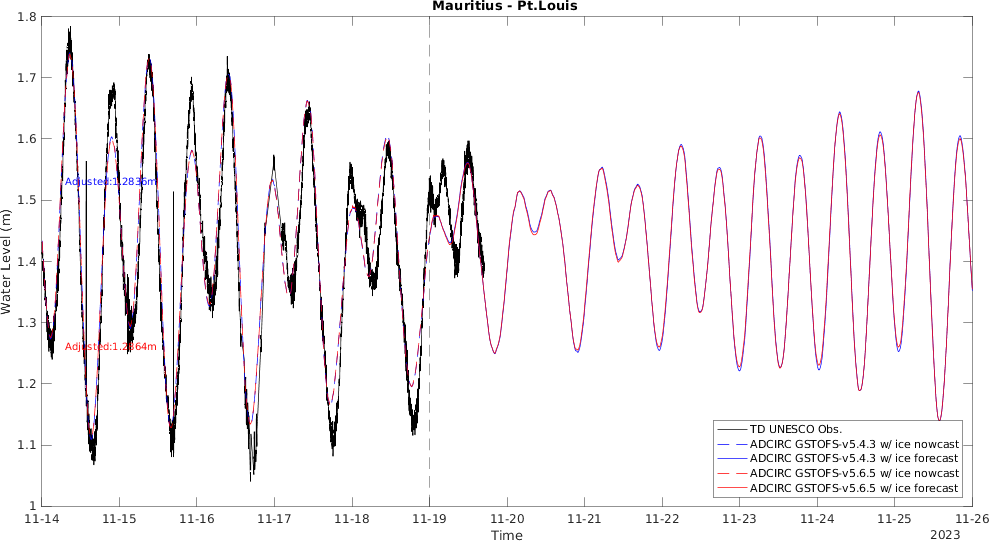 Mauritius - Pt.Louis
1.8
1.7
1.6
1.5
1.4
1.3
1.2
1.1
1
Water Level (m)
Adjusted:1.2836m
Adjusted:1.2864m
TD UNESCO Obs.
ADCIRC GSTOFS-v5.4.3 w/ ice nowcast
ADCIRC GSTOFS-v5.4.3 w/ ice forecast
ADCIRC GSTOFS-v5.6.5 w/ ice nowcast
ADCIRC GSTOFS-v5.6.5 w/ ice forecast
11-14 11-15 11-16 11-17 11-18 11-19 11-20 11-21 11-22 11-23 11-24 11-25 11-26
Time
2023